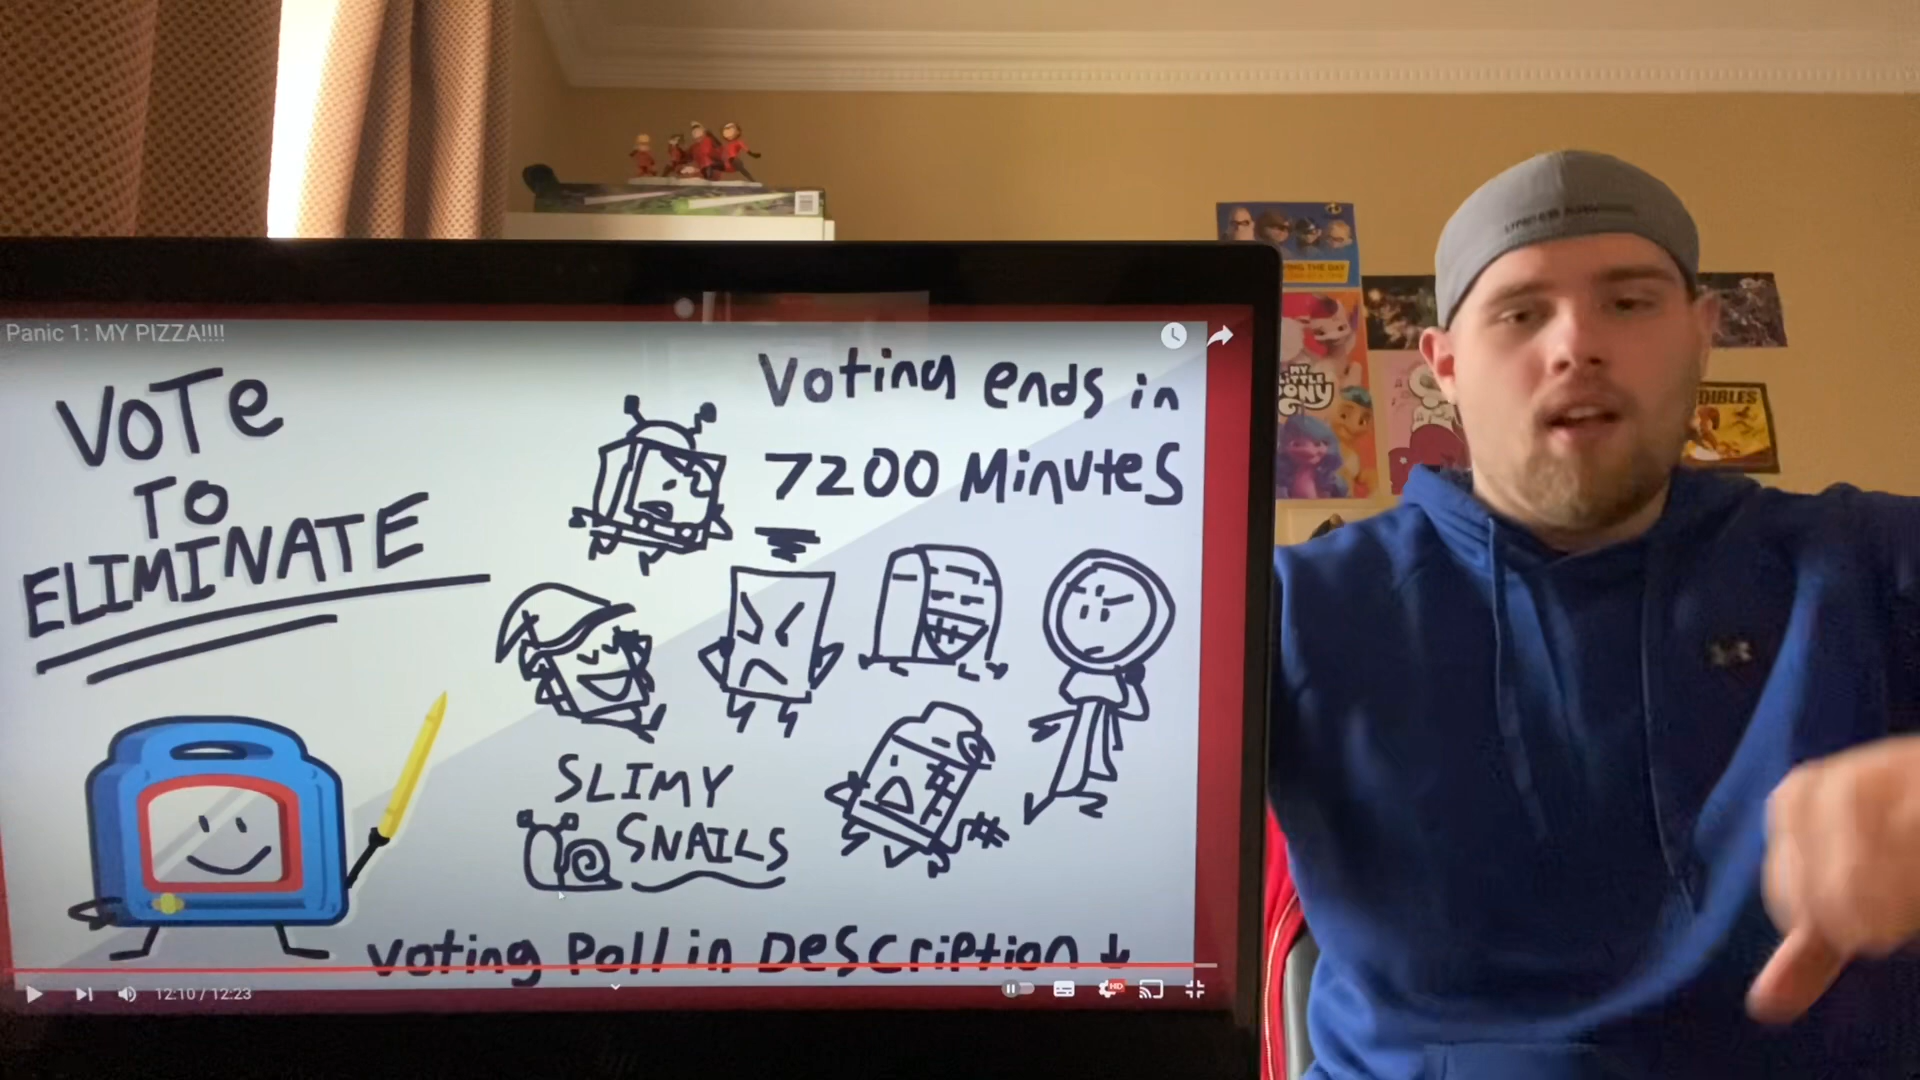 Panic 1: MY PIZZA!!!!
VoTe
To
ELIMINATE
Voting ends in
7200 Minutes
SLIMY
SNAILS
Voting Poll in Description ↓
12:10 / 12:23
HD
MY
LITTLE
PONY